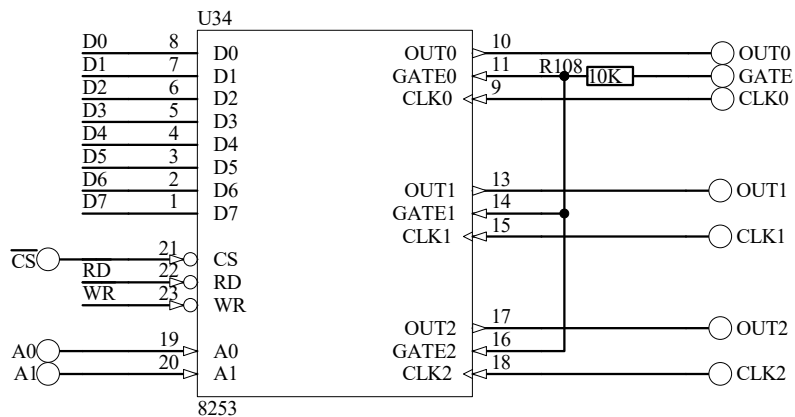 U34
D0 8 D0 OUT0 10 OUT0
D1 7 D1 GATE0 11 R108 10K GATE
D2 6 D2 CLK0 9 CLK0
D3 5 D3
D4 4 D4
D5 3 D5
D6 2 D6 OUT1 13 OUT1
D7 1 D7 GATE1 14
CLK1 15 CLK1
CS 21 CS
RD 22 RD
WR 23 WR
OUT2 17 OUT2
A0 19 A0 GATE2 16
A1 20 A1 CLK2 18 CLK2
8253